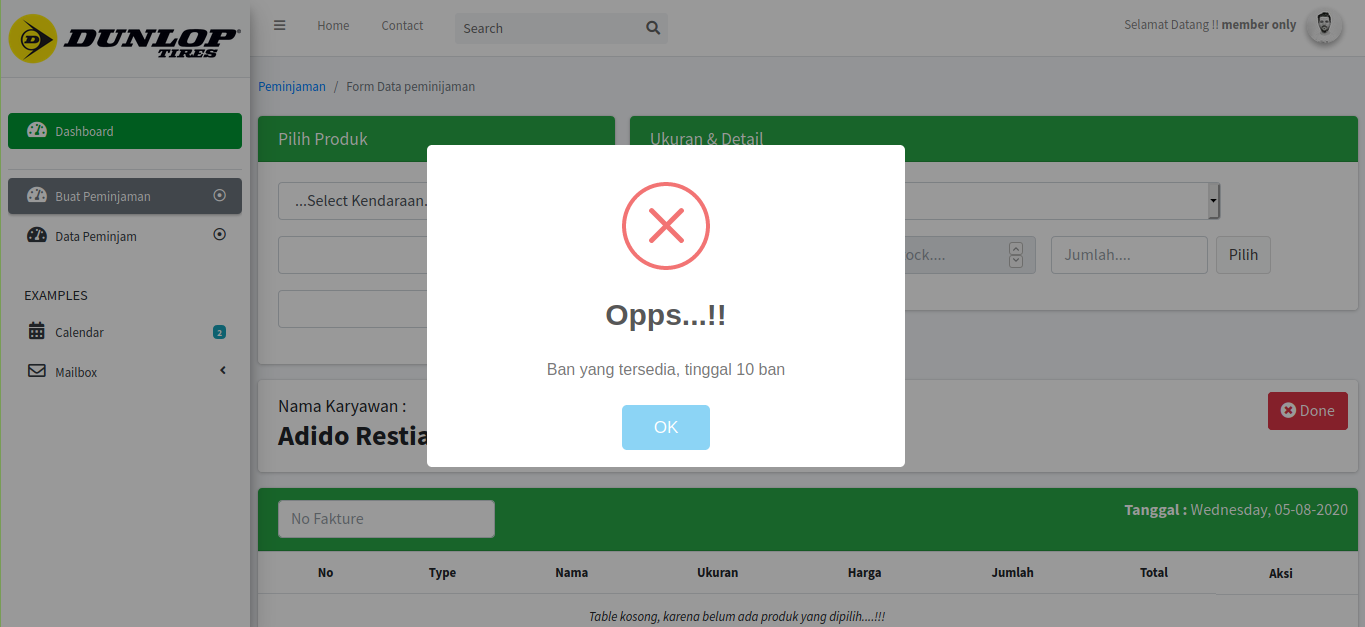 DUNLOP
TIRES
Home
Contact
Search
Selamat Datang !! member only
Dashboard
Buat Peminjaman
Data Peminjam
EXAMPLES
Calendar
2
Mailbox
Peminjaman / Form Data peminijaman
Pilih Produk
Ukuran & Detail
...Select Kendaraan.
ock....
Jumlah....
Pilih
Opps...!!
Ban yang tersedia, tinggal 10 ban
OK
Nama Karyawan :
Adido Restia
Done
No Fakture
Tanggal : Wednesday, 05-08-2020
No Type Nama Ukuran Harga Jumlah Total Aksi
Table kosong, karena belum ada produk yang dipilih....!!!